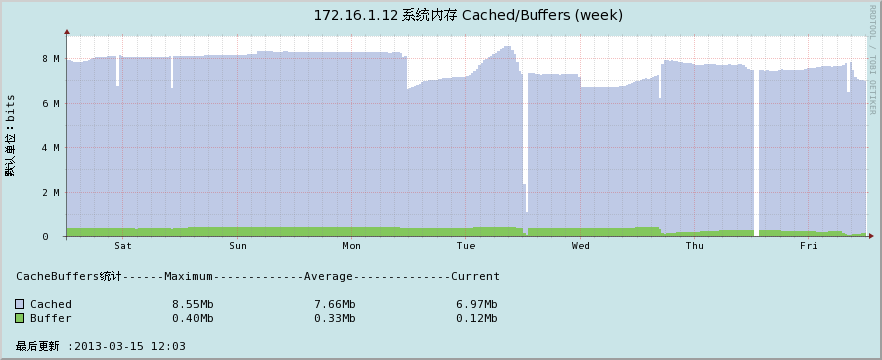 172.16.1.12 系统内存 Cached/Buffers (week)
RRDTOOL / TOBI OETIKER
默认单位：bits
8 M
6 M
4 M
2 M
0
Sat Sun Mon Tue Wed Thu Fri
CacheBuffers统计------Maximum-------------Average--------------Current
Cached 8.55Mb 7.66Mb 6.97Mb
Buffer 0.40Mb 0.33Mb 0.12Mb
最后更新 :2013-03-15 12:03